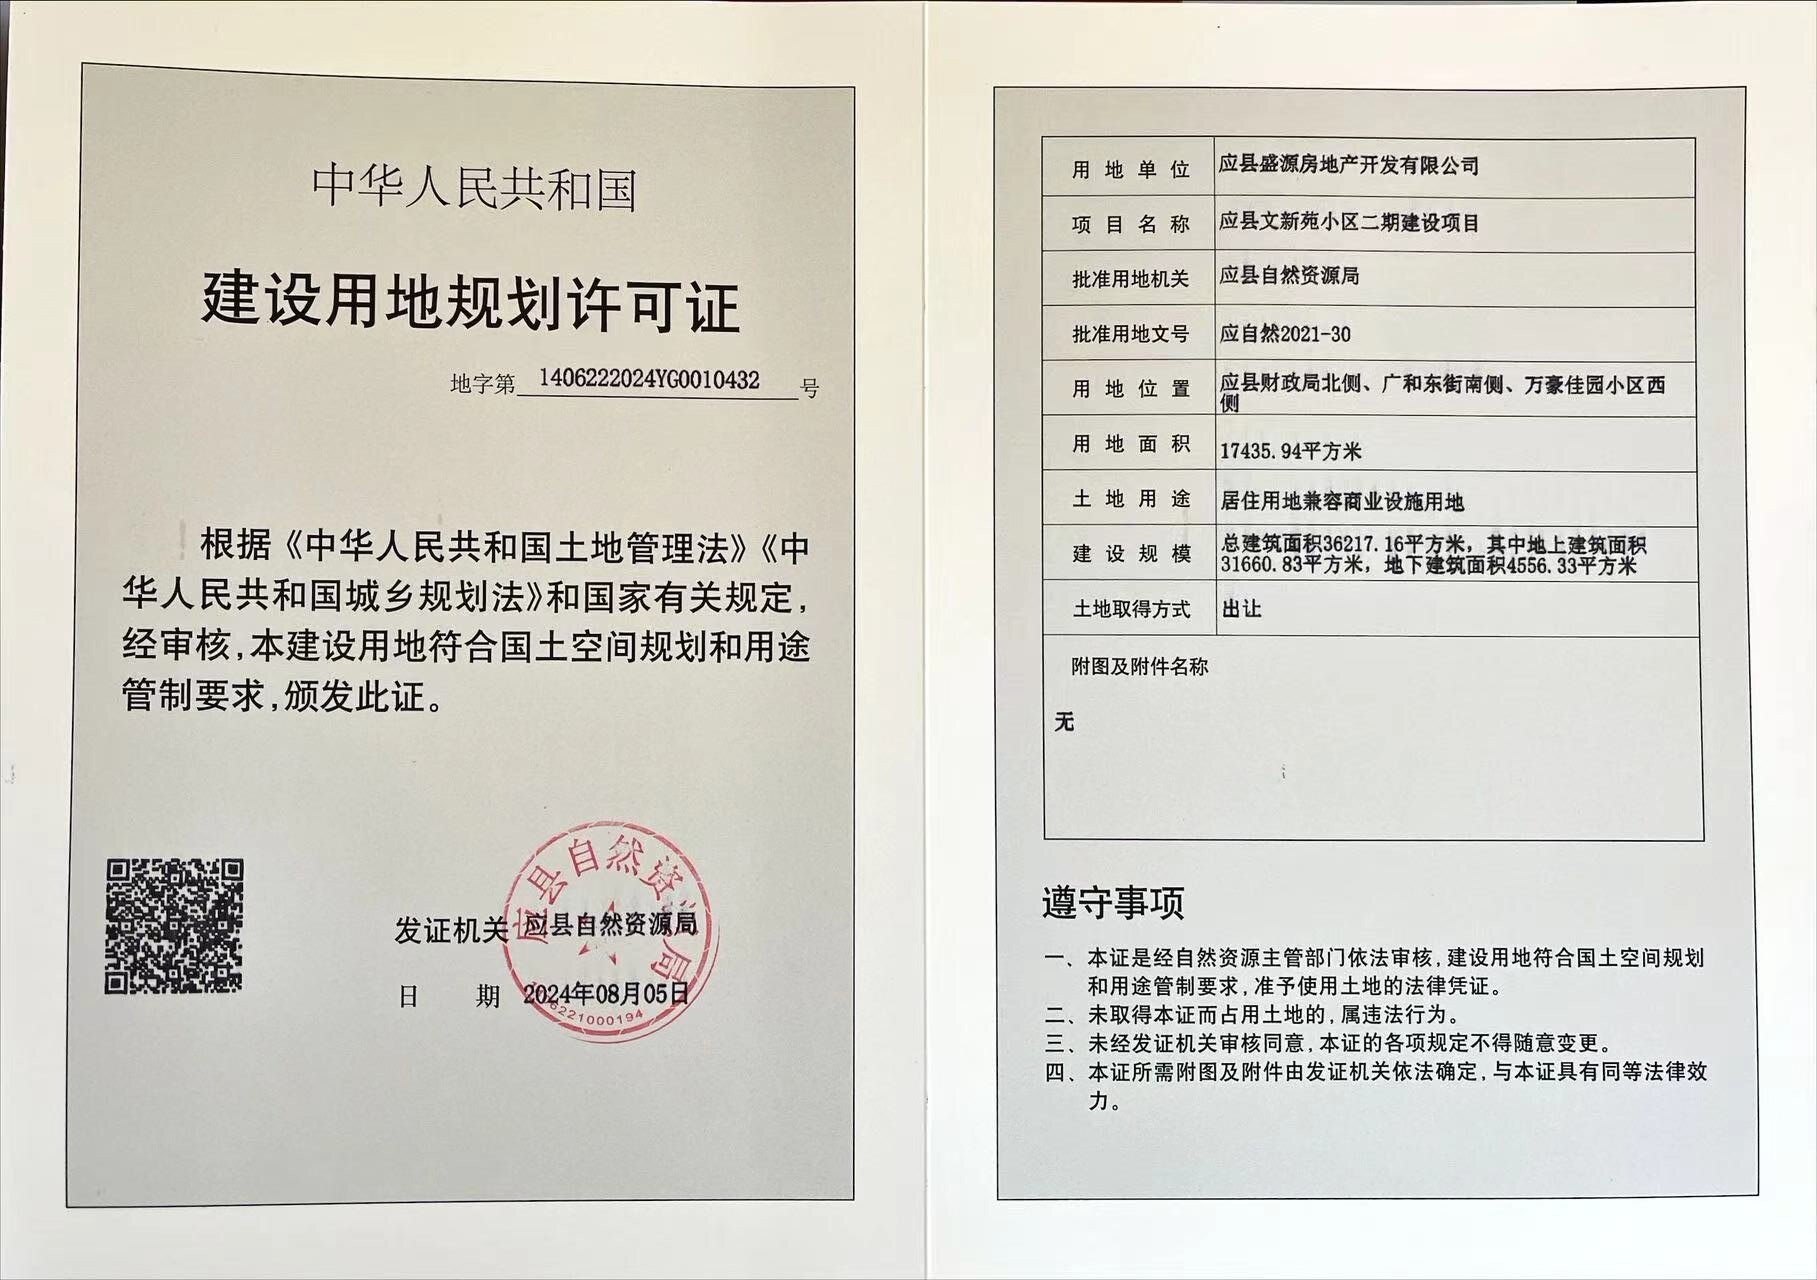 中华人民共和国
建设用地规划许可证
地字第 1406222024YG0010432 号
根据《中华人民共和国土地管理法》《中
华人民共和国城乡规划法》和国家有关规定,
经审核,本建设用地符合国土空间规划和用途
管制要求,颁发此证。
应县自然资源局
发证机关 应县自然资源局
日 期 2024年08月05日
用地单位 应县盛源房地产开发有限公司
项目名称 应县文新苑小区二期建设项目
批准用地机关 应县自然资源局
批准用地文号 应自然2021-30
用地位置 应县财政局北侧、广和东街南侧、万豪佳园小区西
侧
用地面积 17435.94平方米
土地用途 居住用地兼容商业设施用地
建设规模 总建筑面积36217.16平方米，其中地上建筑面积
31660.83平方米，地下建筑面积4556.33平方米
土地取得方式 出让
附图及附件名称
无
遵守事项
一、本证是经自然资源主管部门依法审核,建设用地符合国土空间规划
和用途管制要求,准予使用土地的法律凭证。
二、未取得本证而占用土地的,属违法行为。
三、未经发证机关审核同意,本证的各项规定不得随意变更。
四、本证所需附图及附件由发证机关依法确定,与本证具有同等法律效
力。